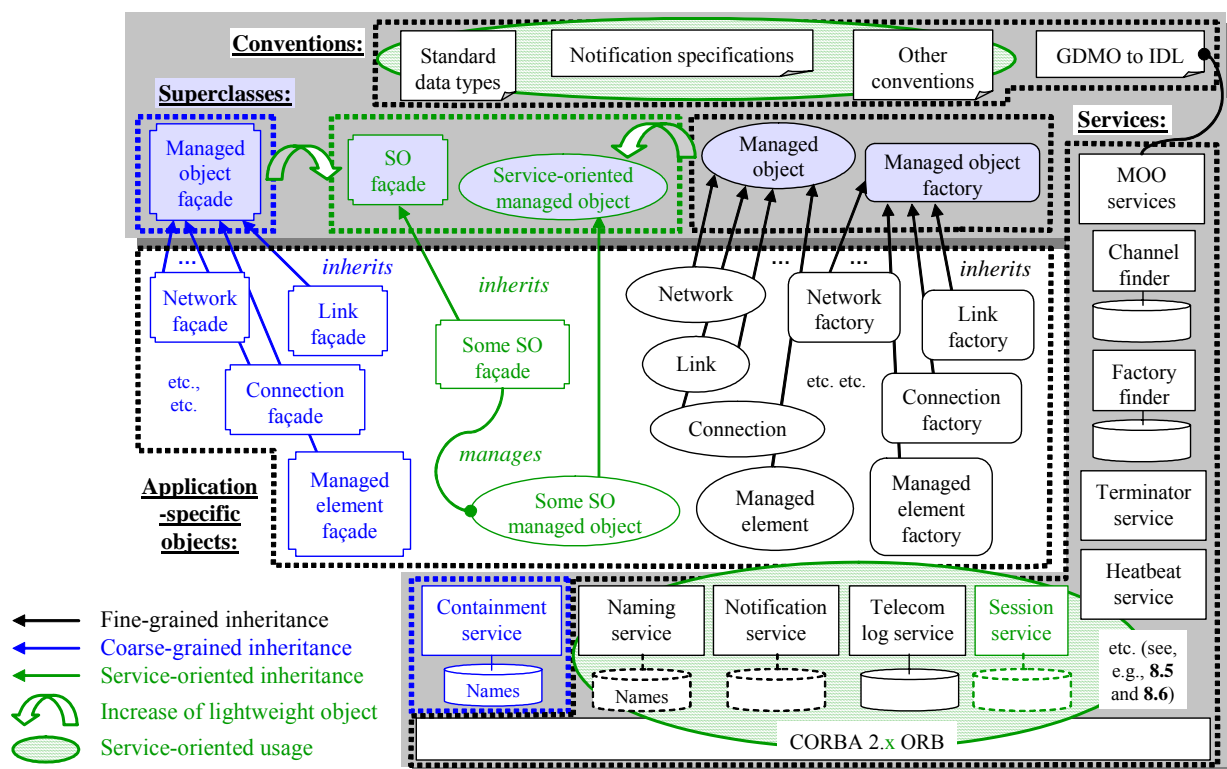 Conventions:
Standard
data types
Notification specifications
Other
conventions
GDMO to IDL
Superclasses:
Services:
Managed
object
façade
SO
façade
Service-oriented
managed object
Managed
object
Managed object
factory
MOO
services
...
inherits
inherits
...
...
inherits
Channel
finder
Network
façade
Link
façade
Some SO
façade
Network
Network
factory
Link
factory
Link
etc.,
etc.
Connection
façade
etc. etc.
Connection
factory
Factory
finder
manages
Connection
Managed
element
façade
Application
-specific
objects:
Some SO
managed object
Managed
element
Managed
element
factory
Terminator
service
Heatbeat
service
Containment
service
Names
Naming
service
Names
Notification
service
Telecom
log service
Session
service
etc. (see,
e.g., 8.5
and 8.6)
CORBA 2.x ORB
Fine-grained inheritance
Coarse-grained inheritance
Service-oriented inheritance
Increase of lightweight object
Service-oriented usage